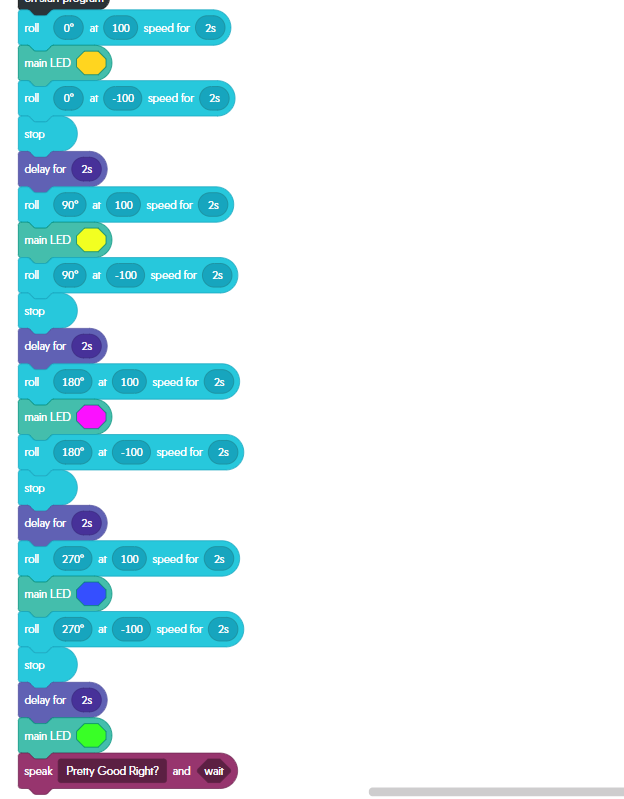 on start program
roll 0° at 100 speed for 2s
main LED
roll 0° at -100 speed for 2s
stop
delay for 2s
roll 90° at 100 speed for 2s
main LED
roll 90° at -100 speed for 2s
stop
delay for 2s
roll 180° at 100 speed for 2s
main LED
roll 180° at -100 speed for 2s
stop
delay for 2s
roll 270° at 100 speed for 2s
main LED
roll 270° at -100 speed for 2s
stop
delay for 2s
main LED
speak Pretty Good Right? and wait